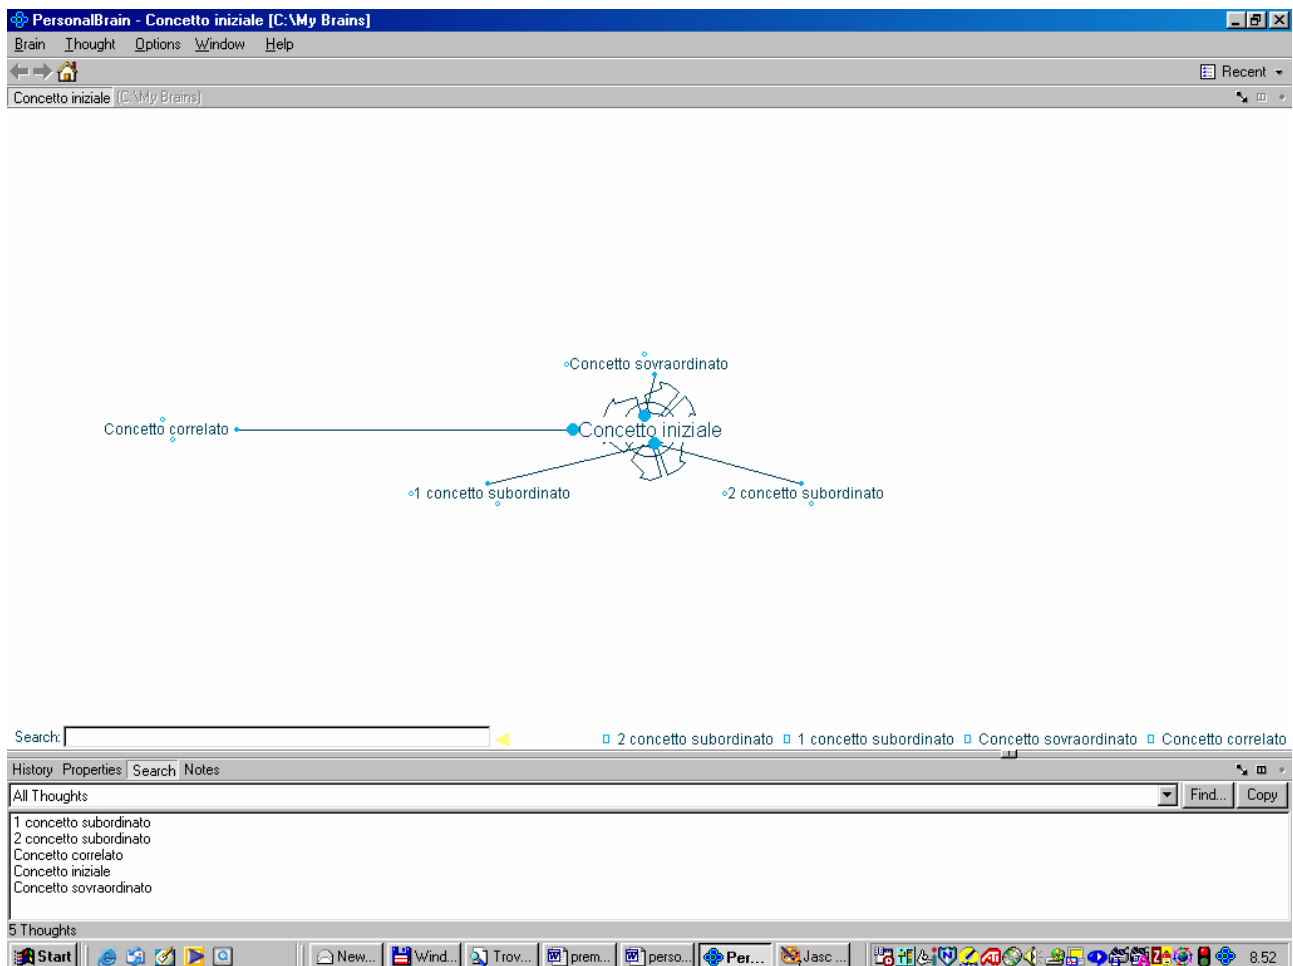 PersonalBrain - Concetto iniziale [C:\My Brains]
Brain Thought Options Window Help
Recent
Concetto iniziale [C:\My Brains]
Concetto sovraordinato
Concetto correlato
Concetto iniziale
1 concetto subordinato
2 concetto subordinato
Search:
2 concetto subordinato 1 concetto subordinato Concetto sovraordinato Concetto correlato
History Properties Search Notes
All Thoughts Find... Copy
1 concetto subordinato
2 concetto subordinato
Concetto correlato
Concetto iniziale
Concetto sovraordinato
5 Thoughts
Start New... Wind... Trov... prem... perso... Per... Jasc ... 8.52